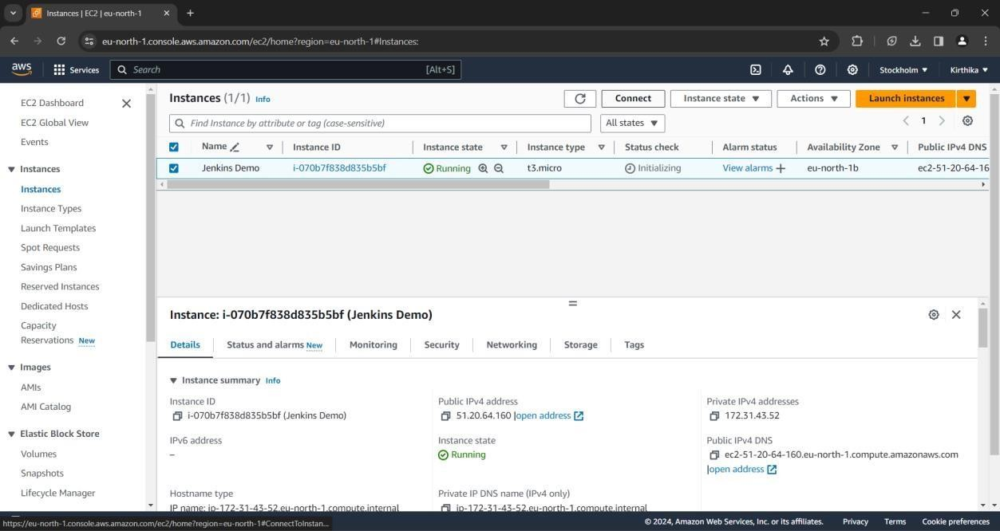 Instances | EC2 | eu-north-1
eu-north-1.console.aws.amazon.com/ec2/home?region=eu-north-1#Instances:
aws Services Search [Alt+S] Stockholm Kirthika
EC2 Dashboard
EC2 Global View
Events
Instances
Instances
Instance Types
Launch Templates
Spot Requests
Savings Plans
Reserved Instances
Dedicated Hosts
Capacity
Reservations New
Images
AMIs
AMI Catalog
Elastic Block Store
Volumes
Snapshots
Lifecycle Manager
Instances (1/1) Info Connect Instance state Actions Launch instances
Find Instance by attribute or tag (case-sensitive) All states 1
Name Instance ID Instance state Instance type Status check Alarm status Availability Zone Public IPv4 DNS
Jenkins Demo i-070b7f838d835b5bf Running t3.micro Initializing View alarms + eu-north-1b ec2-51-20-64-16
Instance: i-070b7f838d835b5bf (Jenkins Demo)
Details Status and alarms New Monitoring Security Networking Storage Tags
Instance summary Info
Instance ID
i-070b7f838d835b5bf (Jenkins Demo)
Public IPv4 address
51.20.64.160 |open address
Private IPv4 addresses
172.31.43.52
IPv6 address
–
Instance state
Running
Public IPv4 DNS
ec2-51-20-64-160.eu-north-1.compute.amazonaws.com
|open address
Hostname type
IP name: ip-172-31-43-52.eu-north-1.compute.internal
Private IP DNS name (IPv4 only)
ip-172-31-43-52.eu-north-1.compute.internal
https://eu-north-1.console.aws.amazon.com/ec2/home?region=eu-north-1#ConnectToInstan...
© 2024, Amazon Web Services, Inc. or its affiliates. Privacy Terms Cookie preferences